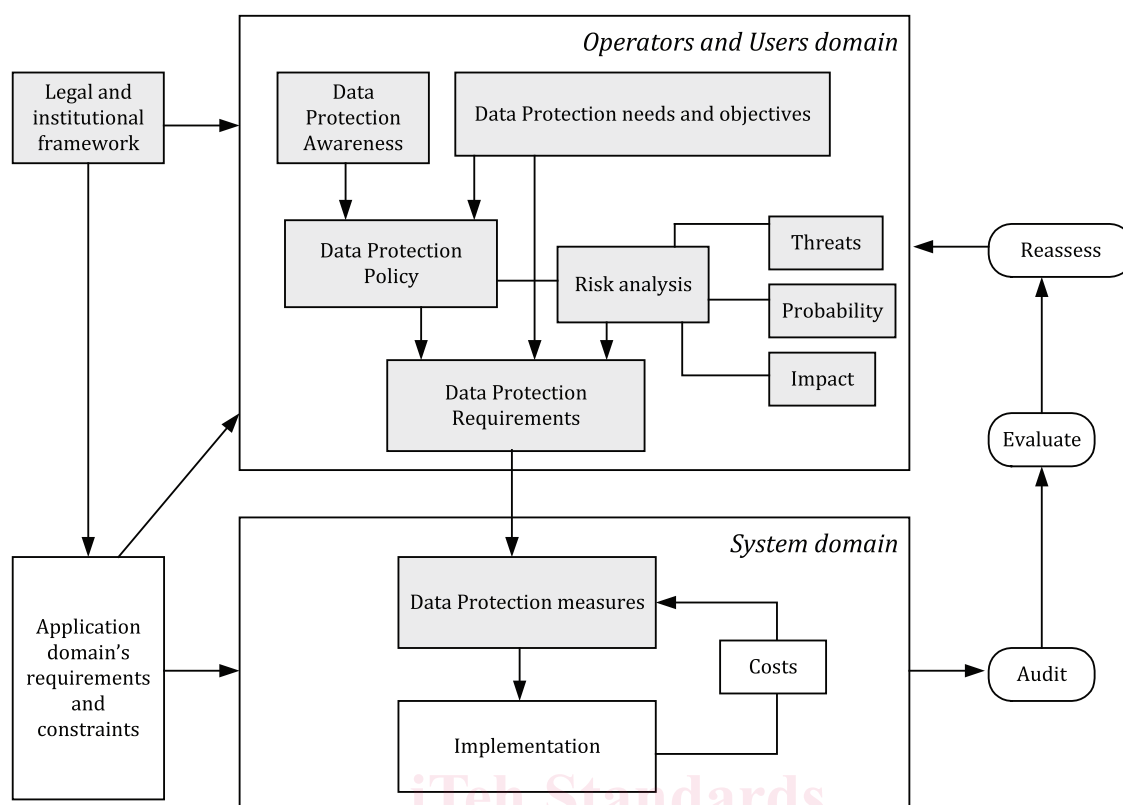 Operators and Users domain
Legal and
institutional
framework
Data
Protection
Awareness
Data Protection needs and objectives
Data Protection
Policy
Risk analysis
Threats
Probability
Impact
Reassess
Data Protection
Requirements
Evaluate
System domain
Application
domain’s
requirements
and
constraints
Data Protection measures
Costs
Audit
Implementation
iTeh Standards